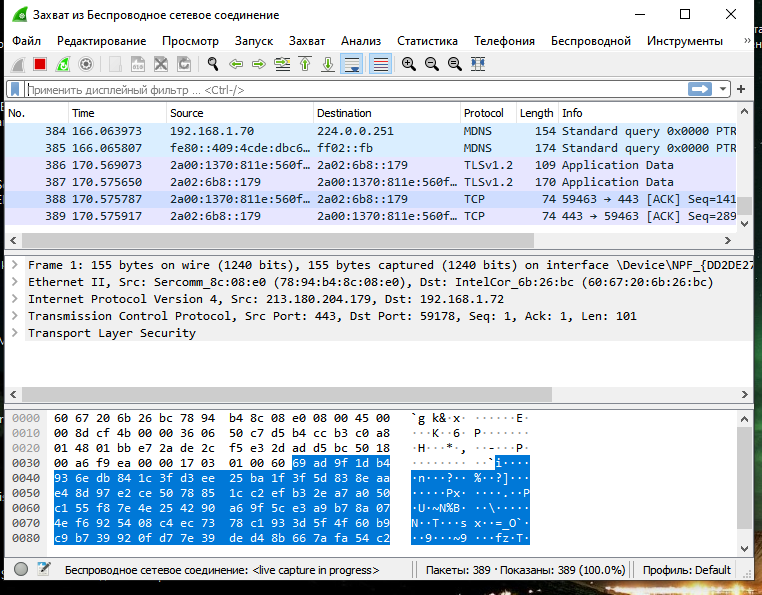 Захват из Беспроводное сетевое соединение
Файл Редактирование Просмотр Запуск Захват Анализ Статистика Телефония Беспроводной Инструменты »
Применить дисплейный фильтр … <Ctrl-/>
No. Time Source Destination Protocol Length Info
384 166.063973 192.168.1.70 224.0.0.251 MDNS 154 Standard query 0x0000 PTR
385 166.065807 fe80::409:4cde:dbc6… ff02::fb MDNS 174 Standard query 0x0000 PTR
386 170.569073 2a00:1370:811e:560f… 2a02:6b8::179 TLSv1.2 109 Application Data
387 170.575650 2a02:6b8::179 2a00:1370:811e:560f… TLSv1.2 170 Application Data
388 170.575787 2a00:1370:811e:560f… 2a02:6b8::179 TCP 74 59463 → 443 [ACK] Seq=141
389 170.575917 2a02:6b8::179 2a00:1370:811e:560f… TCP 74 443 → 59463 [ACK] Seq=289
Frame 1: 155 bytes on wire (1240 bits), 155 bytes captured (1240 bits) on interface \Device\NPF_{DD2DE27
Ethernet II, Src: Sercomm_8c:08:e0 (78:94:b4:8c:08:e0), Dst: IntelCor_6b:26:bc (60:67:20:6b:26:bc)
Internet Protocol Version 4, Src: 213.180.204.179, Dst: 192.168.1.72
Transmission Control Protocol, Src Port: 443, Dst Port: 59178, Seq: 1, Ack: 1, Len: 101
Transport Layer Security
0000 60 67 20 6b 26 bc 78 94 b4 8c 08 e0 08 00 45 00 `g k&·x· ······E·
0010 00 8d cf 4b 00 00 36 06 50 c7 d5 b4 cc b3 c0 a8 ···K··6· P·······
0020 01 48 01 bb e7 2a de 2c f5 e3 2d ad d5 bc 50 18 ·H···*·, ··-···P·
0030 00 a6 f9 ea 00 00 17 03 01 00 60 69 ad 9f 1d b4 ········ ··`i····
0040 93 6e db 84 1c 3f d3 ee 25 ba 1f 3f 5d 83 8e aa ·n···?·· %··?]···
0050 e4 8d 97 e2 ce 50 78 85 1c c2 ef b3 2e a7 a0 50 ·····Px· ····.··P
0060 c1 55 f8 7e 4e 25 42 90 a6 9f 5c e3 a9 b7 8a 07 ·U·~N%B· ··\·····
0070 4e f6 92 54 08 c4 ec 73 78 c1 93 3d 5f 4f 60 b9 N··T···s x··=_O`·
0080 c9 b7 39 92 0f d7 7e 39 de d4 8b 66 7a fa 54 c2 ··9···~9 ···fz·T·
Беспроводное сетевое соединение: <live capture in progress> Пакеты: 389 · Показаны: 389 (100.0%) Профиль: Default